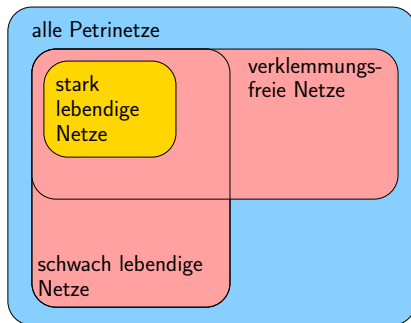 alle Petrinetze
verklemmungs-
freie Netze
stark
lebendige
Netze
schwach lebendige
Netze